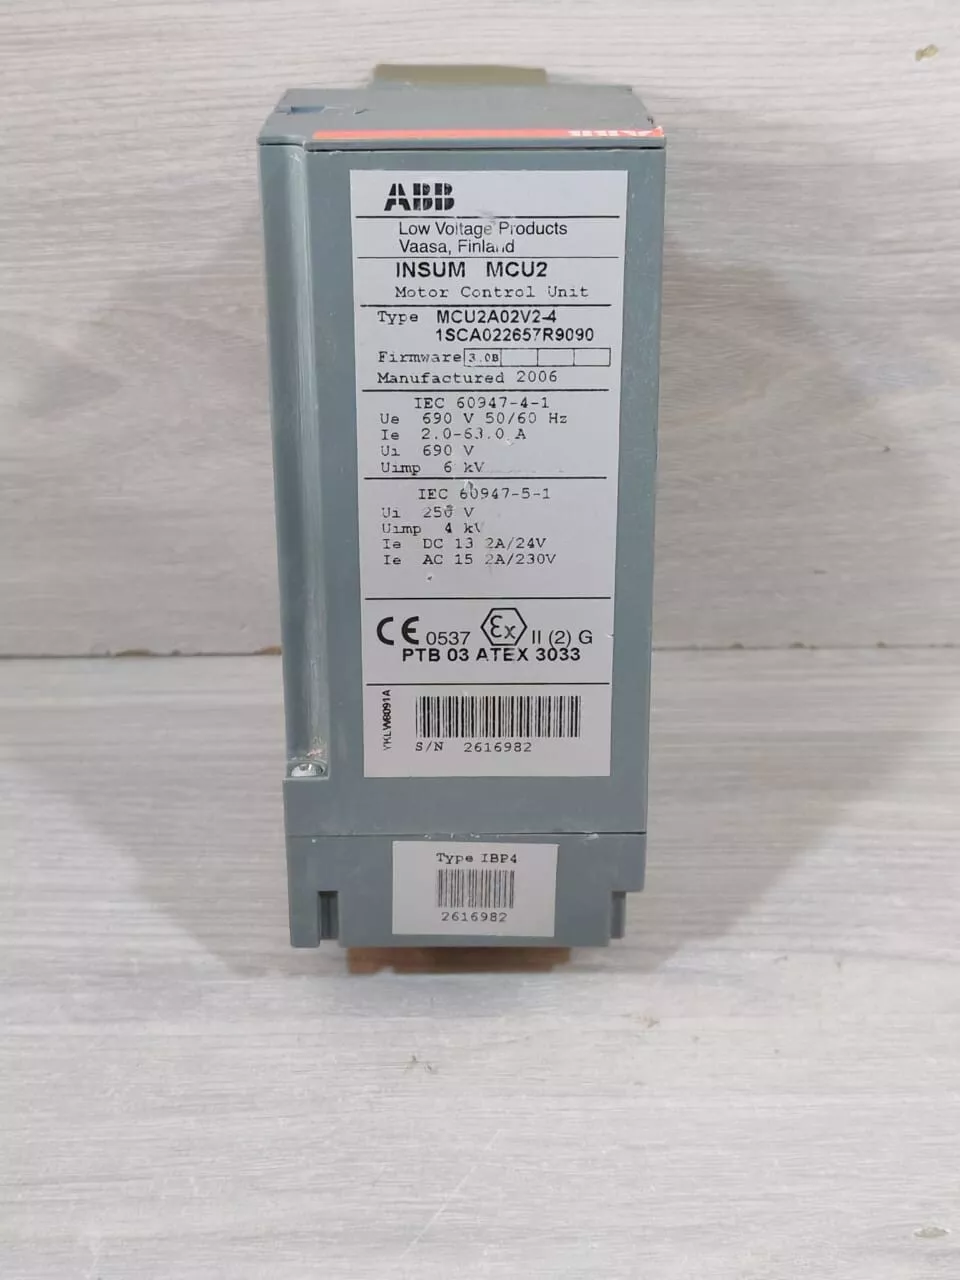 ABB
ABB
Low Voltage Products
Vaasa, Finland
INSUM MCU2
Motor Control Unit
Type MCU2A02V2-4
1SCA022657R9090
Firmware 3.0B
Manufactured 2006
IEC 60947-4-1
Ue 690 V 50/60 Hz
Ie 2.0-63.0 A
Ui 690 V
Uimp 6 kV
IEC 60947-5-1
Ui 250 V
Uimp 4 kV
Ie DC 13 2A/24V
Ie AC 15 2A/230V
CE 0537 Ex II (2) G
PTB 03 ATEX 3033
YKLW6091A
S/N 2616982
Type IBP4
2616982